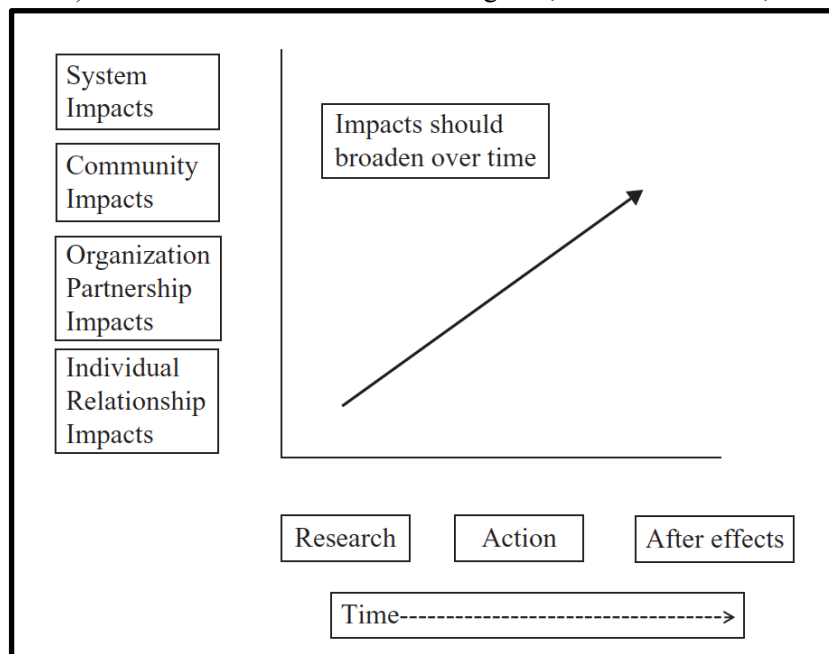 System
Impacts
Impacts should
broaden over time
Community
Impacts
Organization
Partnership
Impacts
Individual
Relationship
Impacts
Research
Action
After effects
Time